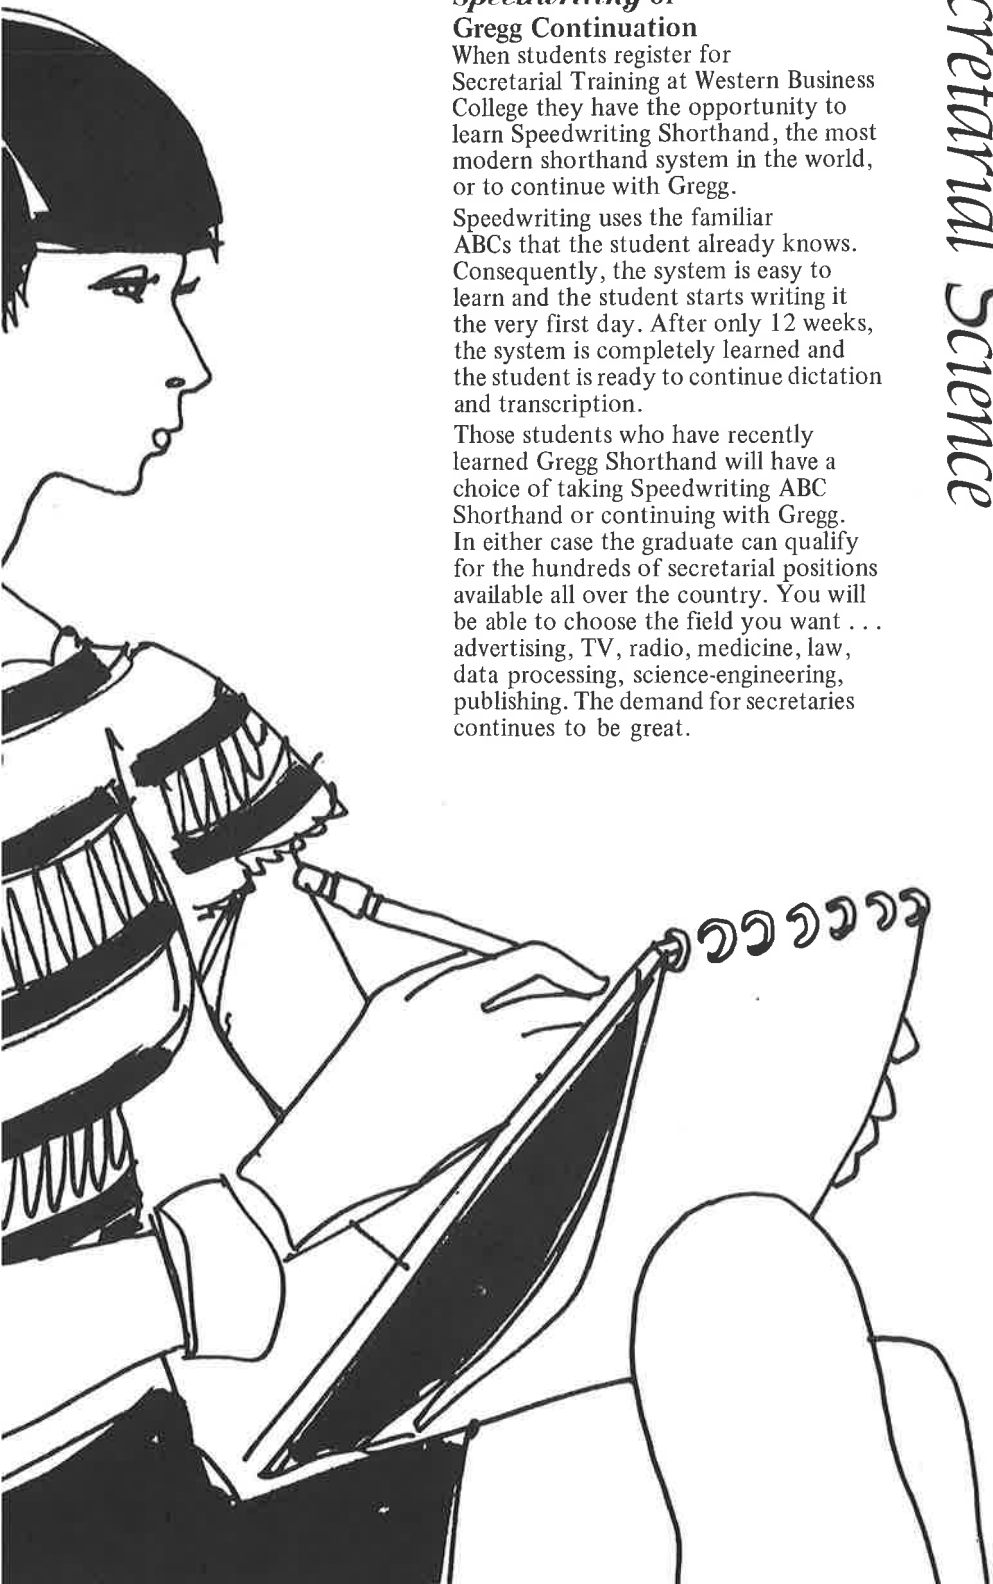 Speedwriting or
Gregg Continuation
When students register for
Secretarial Training at Western Business
College they have the opportunity to
learn Speedwriting Shorthand, the most
modern shorthand system in the world,
or to continue with Gregg.
Speedwriting uses the familiar
ABCs that the student already knows.
Consequently, the system is easy to
learn and the student starts writing it
the very first day. After only 12 weeks,
the system is completely learned and
the student is ready to continue dictation
and transcription.
Those students who have recently
learned Gregg Shorthand will have a
choice of taking Speedwriting ABC
Shorthand or continuing with Gregg.
In either case the graduate can qualify
for the hundreds of secretarial positions
available all over the country. You will
be able to choose the field you want . . .
advertising, TV, radio, medicine, law,
data processing, science-engineering,
publishing. The demand for secretaries
continues to be great.
cretarial Science